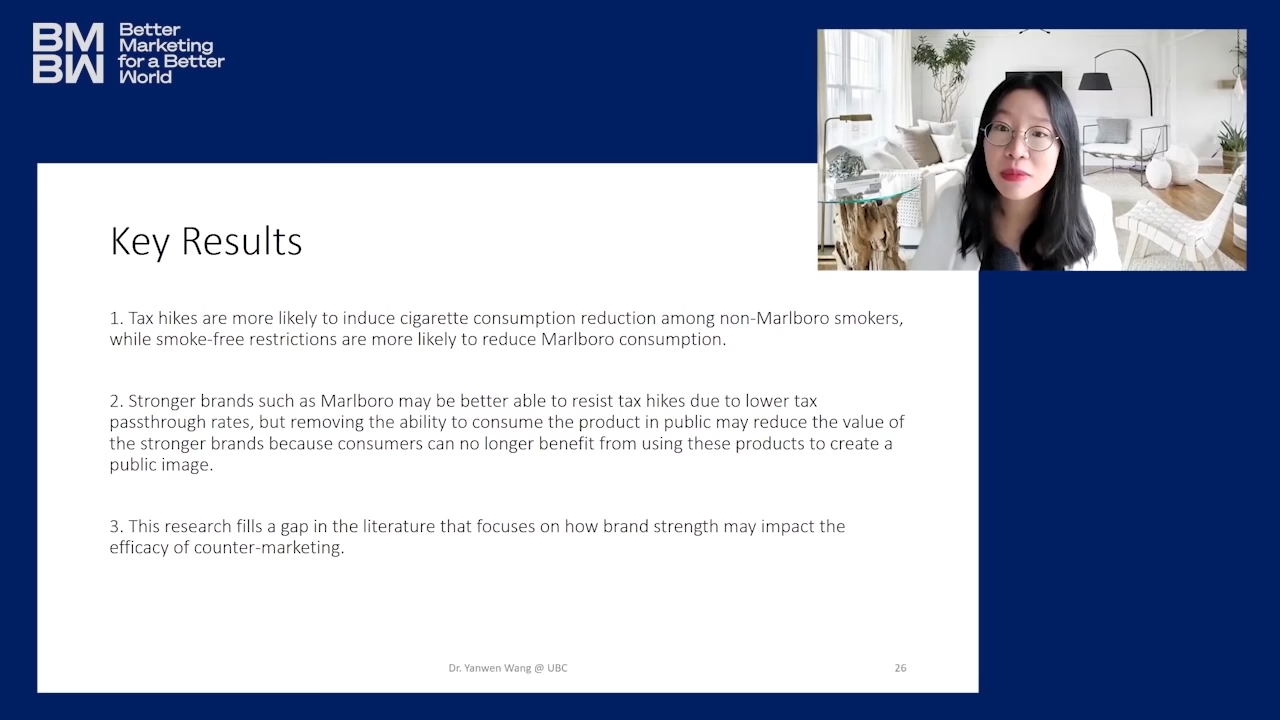 BM
BW
Better
Marketing
for a Better
World
Key Results
1. Tax hikes are more likely to induce cigarette consumption reduction among non-Marlboro smokers,
while smoke-free restrictions are more likely to reduce Marlboro consumption.
2. Stronger brands such as Marlboro may be better able to resist tax hikes due to lower tax
passthrough rates, but removing the ability to consume the product in public may reduce the value of
the stronger brands because consumers can no longer benefit from using these products to create a
public image.
3. This research fills a gap in the literature that focuses on how brand strength may impact the
efficacy of counter-marketing.
Dr. Yanwen Wang @ UBC
26